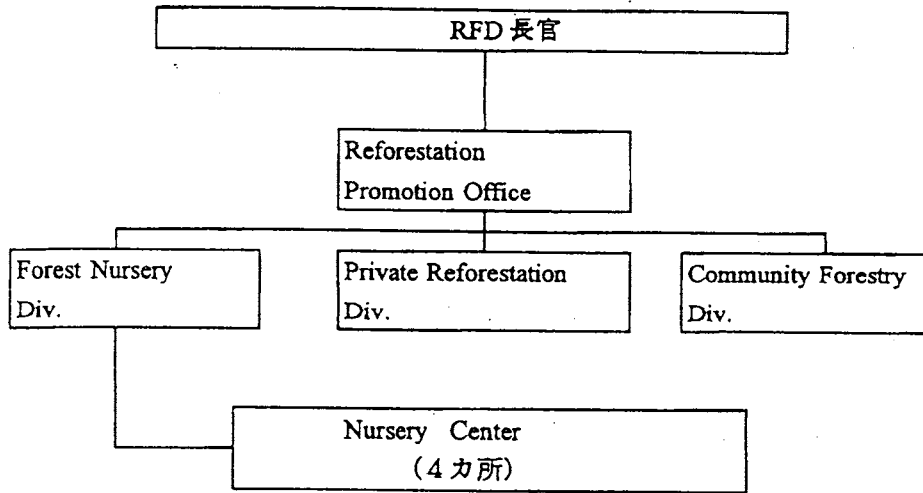 RFD 長官
Reforestation
Promotion Office
Forest Nursery
Div.
Private Reforestation
Div.
Community Forestry
Div.
Nursery Center
(4カ所)